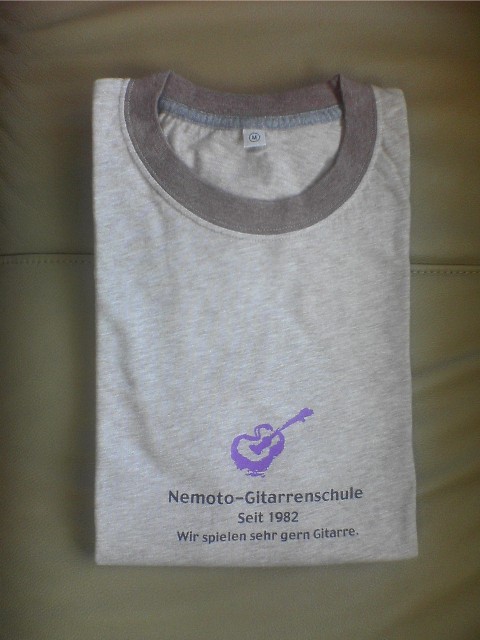 M
Nemoto-Gitarrenschule
Seit 1982
Wir spielen sehr gern Gitarre.